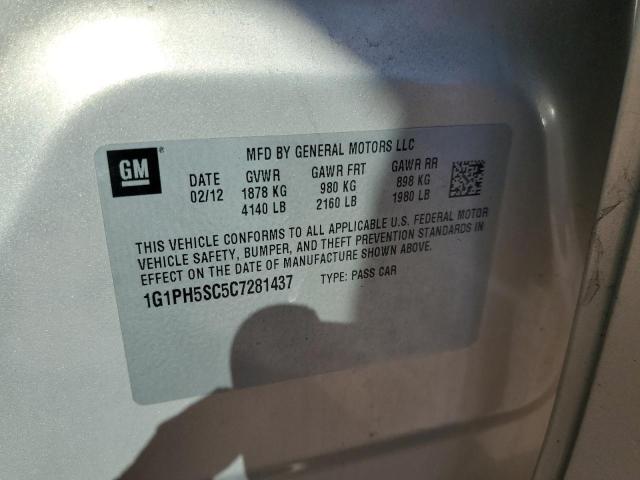 GM
MFD BY GENERAL MOTORS LLC
DATE GVWR GAWR FRT GAWR RR
02/12 1878 KG 980 KG 898 KG
4140 LB 2160 LB 1980 LB
THIS VEHICLE CONFORMS TO ALL APPLICABLE U.S. FEDERAL MOTOR
VEHICLE SAFETY, BUMPER, AND THEFT PREVENTION STANDARDS IN
EFFECT ON THE DATE OF MANUFACTURE SHOWN ABOVE.
1G1PH5SC5C7281437 TYPE: PASS CAR